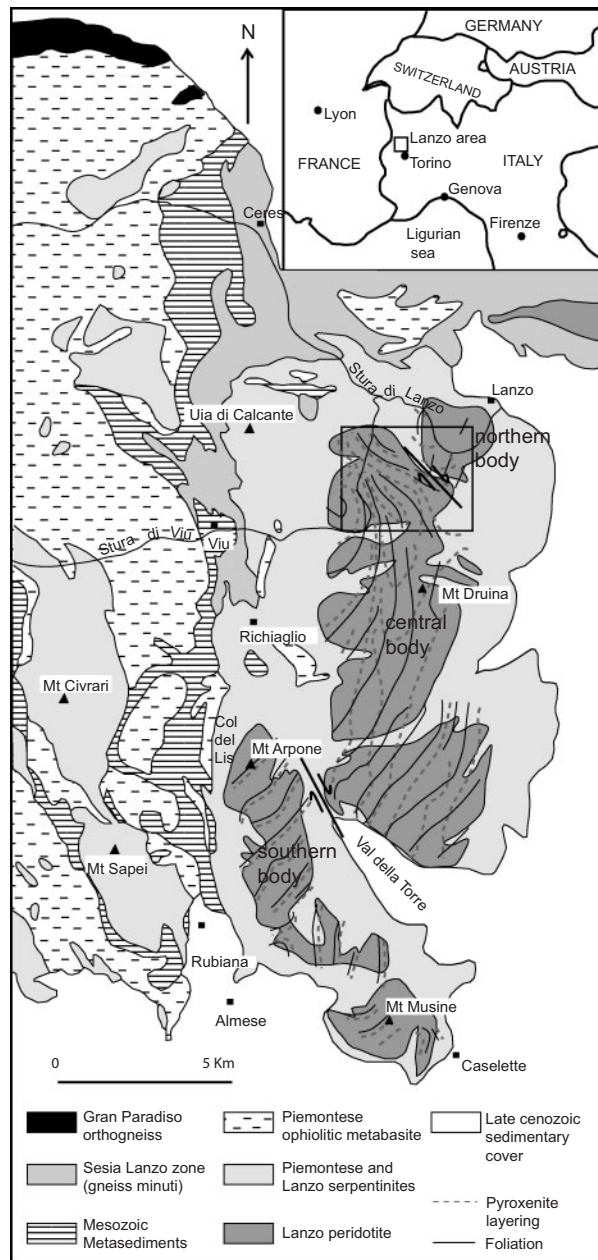 N
GERMANY
SWITZERLAND
AUSTRIA
Lyon
Lanzo area
Torino
FRANCE
ITALY
Genova
Ligurian
sea
Firenze
Ceres
Stura di Lanzo
Lanzo
Uia di Calcante
northern
body
Stura di Viu
Viu
Mt Druina
central
body
Richiaglio
Mt Civrari
Col
del
Lis
Mt Arpone
southern
body
Val della Torre
Mt Sapei
Rubiana
Almese
Mt Musine
Caselette
0 5 Km
Gran Paradiso
orthogneiss
Piemontese
ophiolitic metabasite
Late cenozoic
sedimentary
cover
Sesia Lanzo zone
(gneiss minuti)
Piemontese and
Lanzo serpentinites
Pyroxenite
layering
Mesozoic
Metasediments
Lanzo peridotite
Foliation